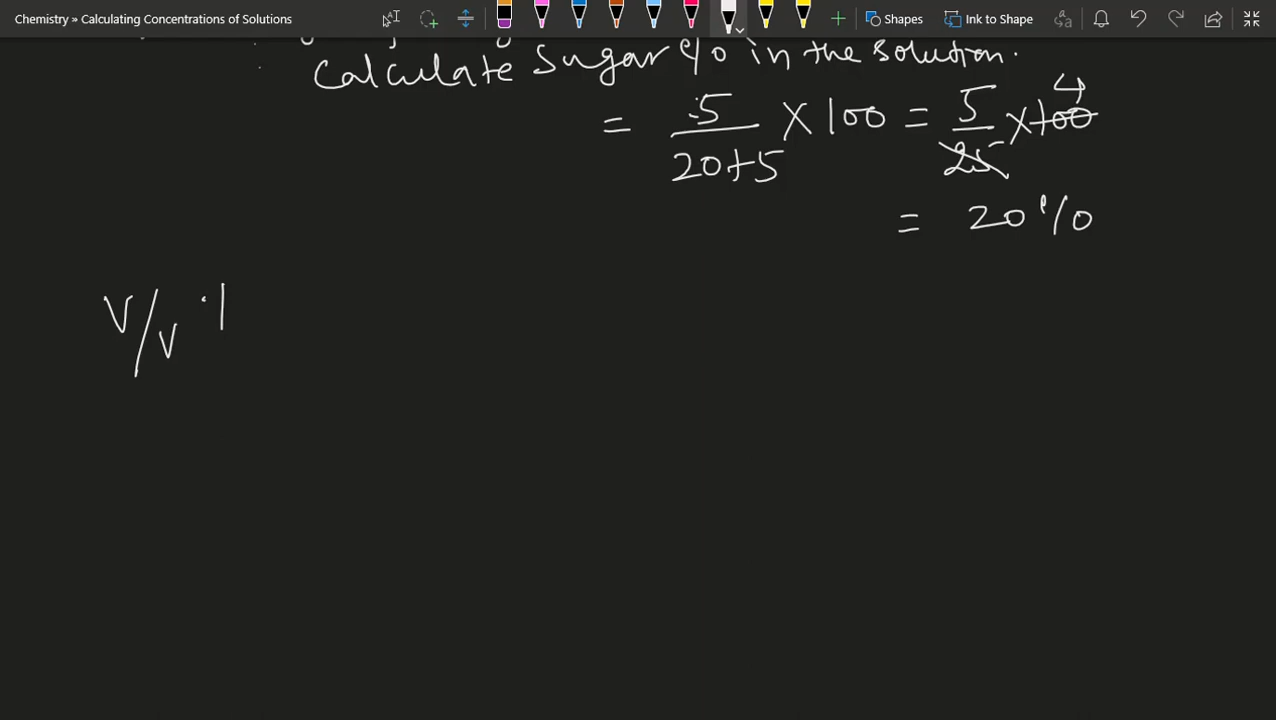 Chemistry » Calculating Concentrations of Solutions
Shapes
Ink to Shape
Calculate Sugar % in the solution.
= 5/(20+5) × 100 = 5/25 × 100 4
= 20%
V/V %